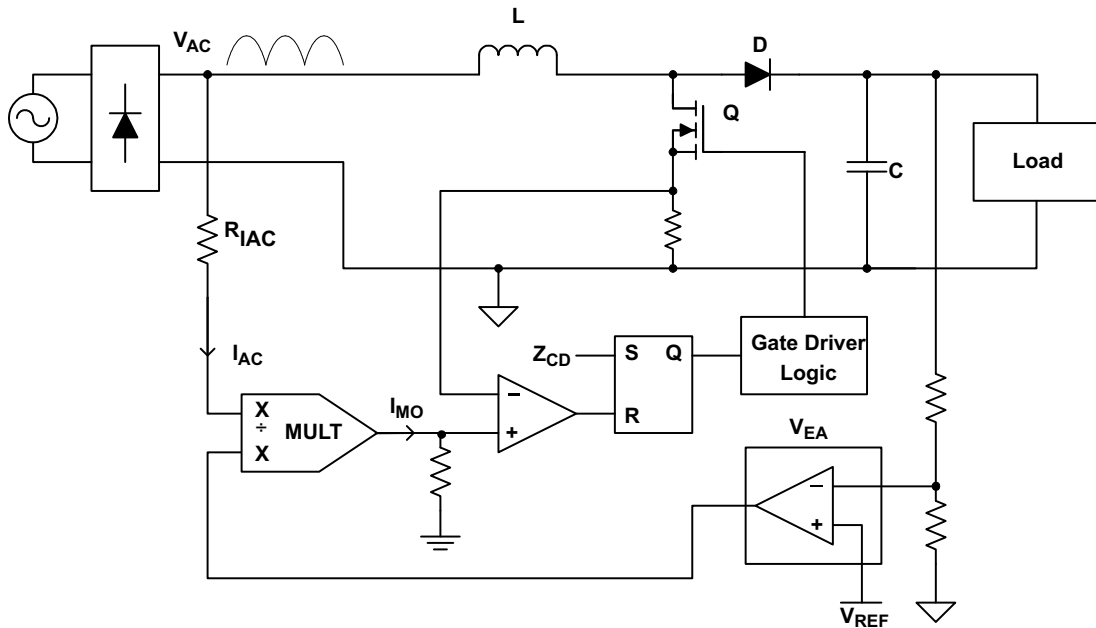 V_AC
L
D
Q
C
Load
R_IAC
I_AC
Z_CD
S Q
R
Gate Driver
Logic
X
÷
X
MULT
I_MO
−
+
V_EA
−
+
V_REF